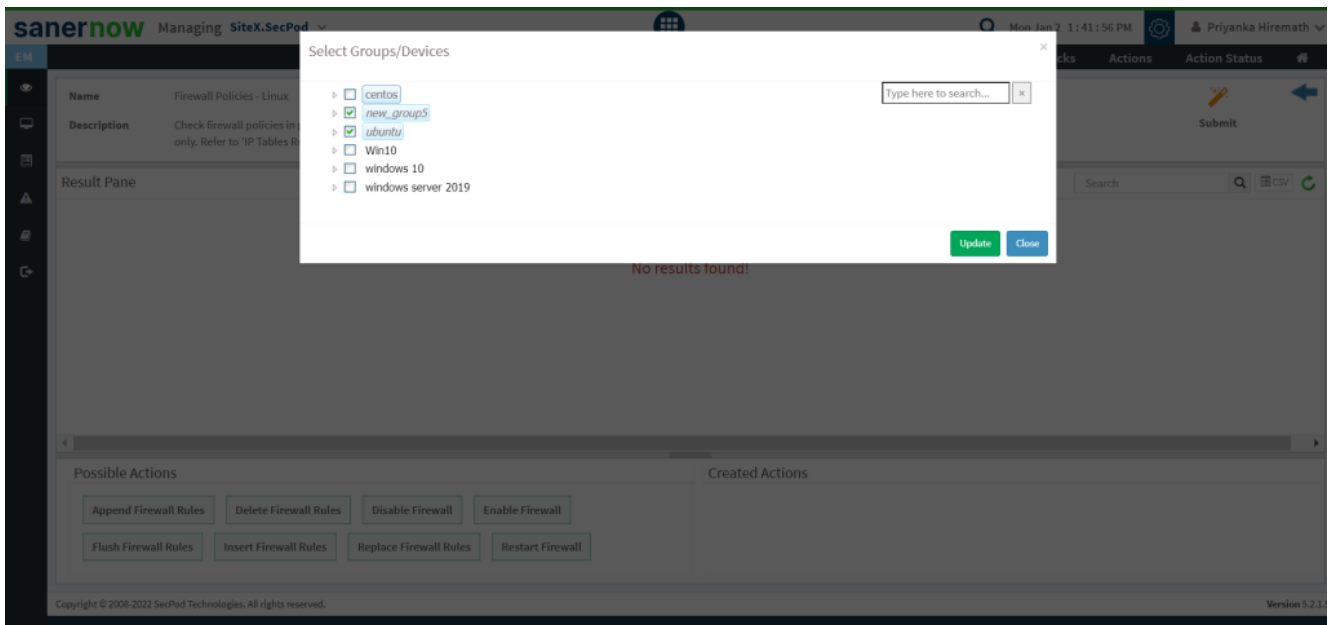 sanernow Managing SiteX.SecPod Mon Jan 2 1:41:56 PM Priyanka Hiremath
EM Actions Action Status
Select Groups/Devices ×
centos
new_group5
ubuntu
Win10
windows 10
windows server 2019
Type here to search... ×
Update Close
Name Firewall Policies - Linux
Description Check firewall policies in
only. Refer to 'IP Tables
Submit
Result Pane Search CSV
No results found!
Possible Actions Created Actions
Append Firewall Rules Delete Firewall Rules Disable Firewall Enable Firewall
Flush Firewall Rules Insert Firewall Rules Replace Firewall Rules Restart Firewall
Copyright © 2008-2022 SecPod Technologies. All rights reserved. Version 5.2.1.